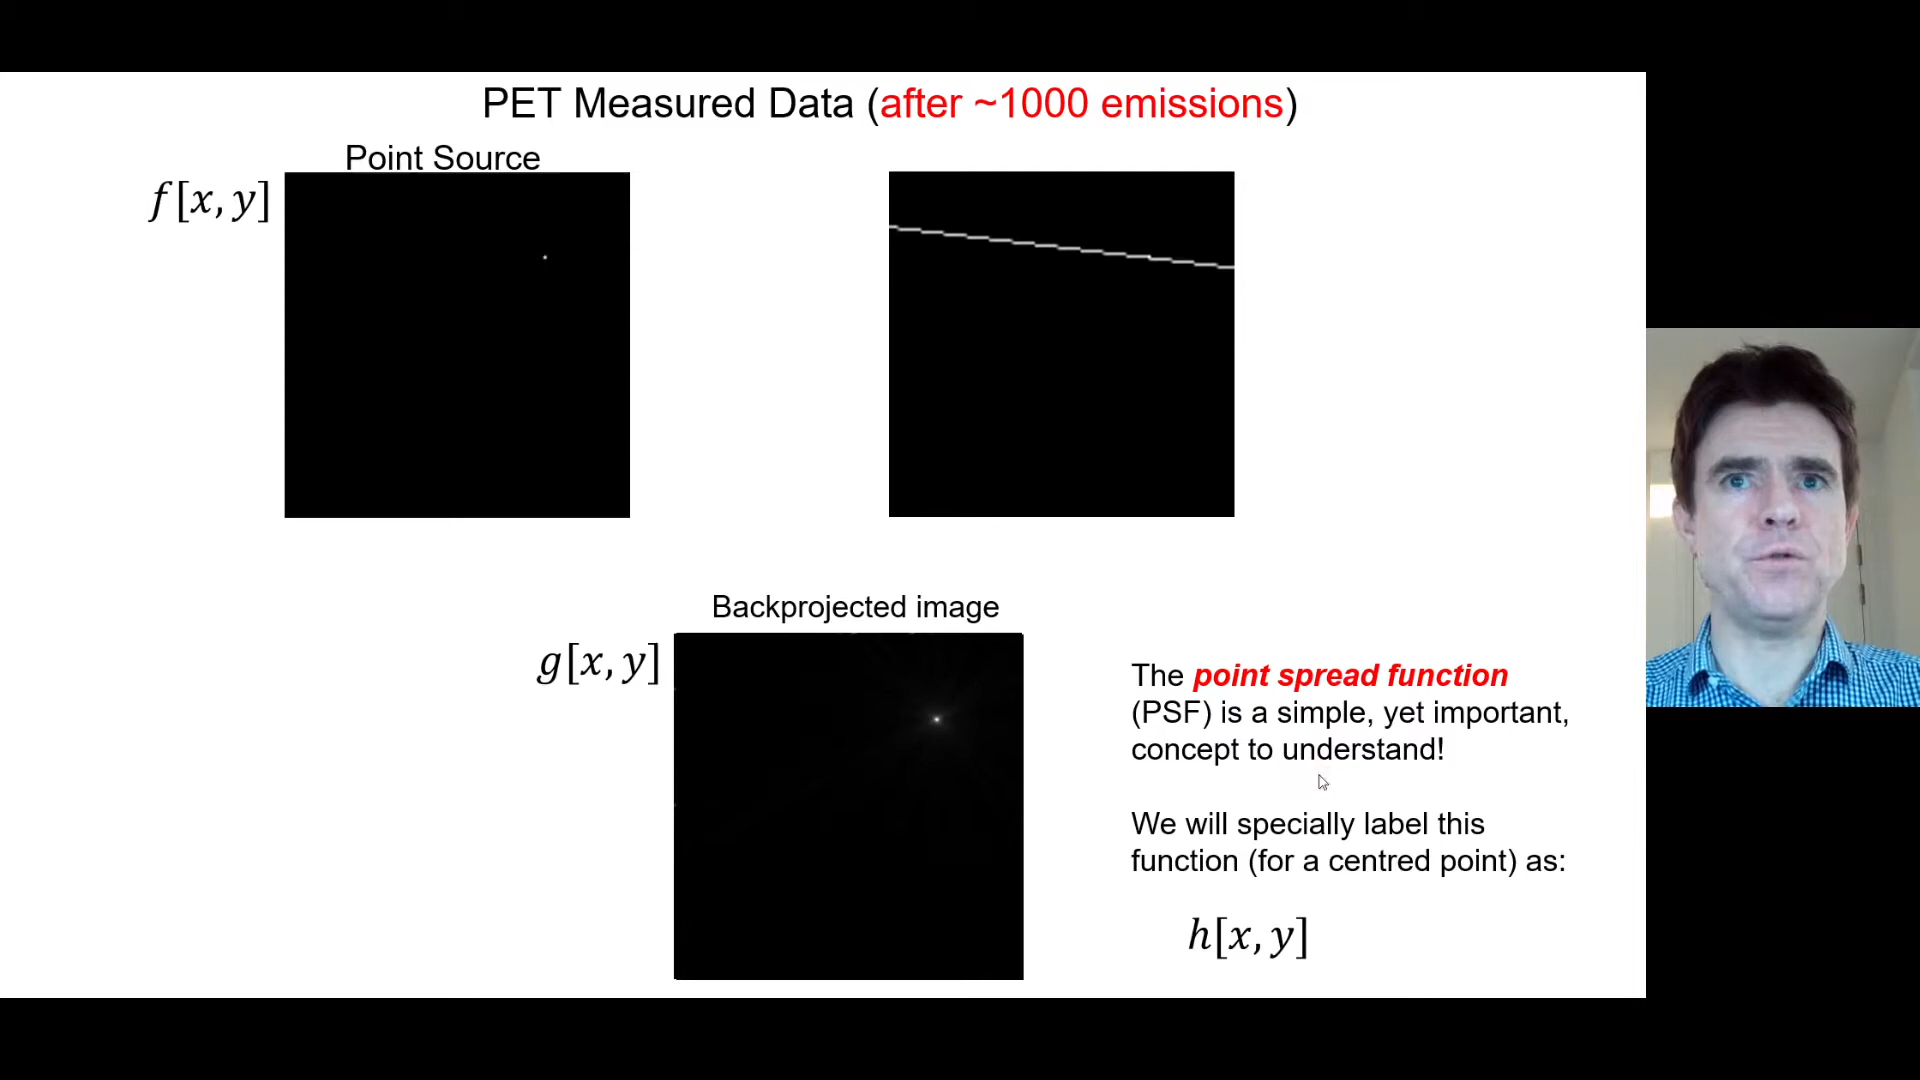 PET Measured Data (after ~1000 emissions)
Point Source
f[x, y]
Backprojected image
g[x, y]
The point spread function
(PSF) is a simple, yet important,
concept to understand!
We will specially label this
function (for a centred point) as:
h[x, y]